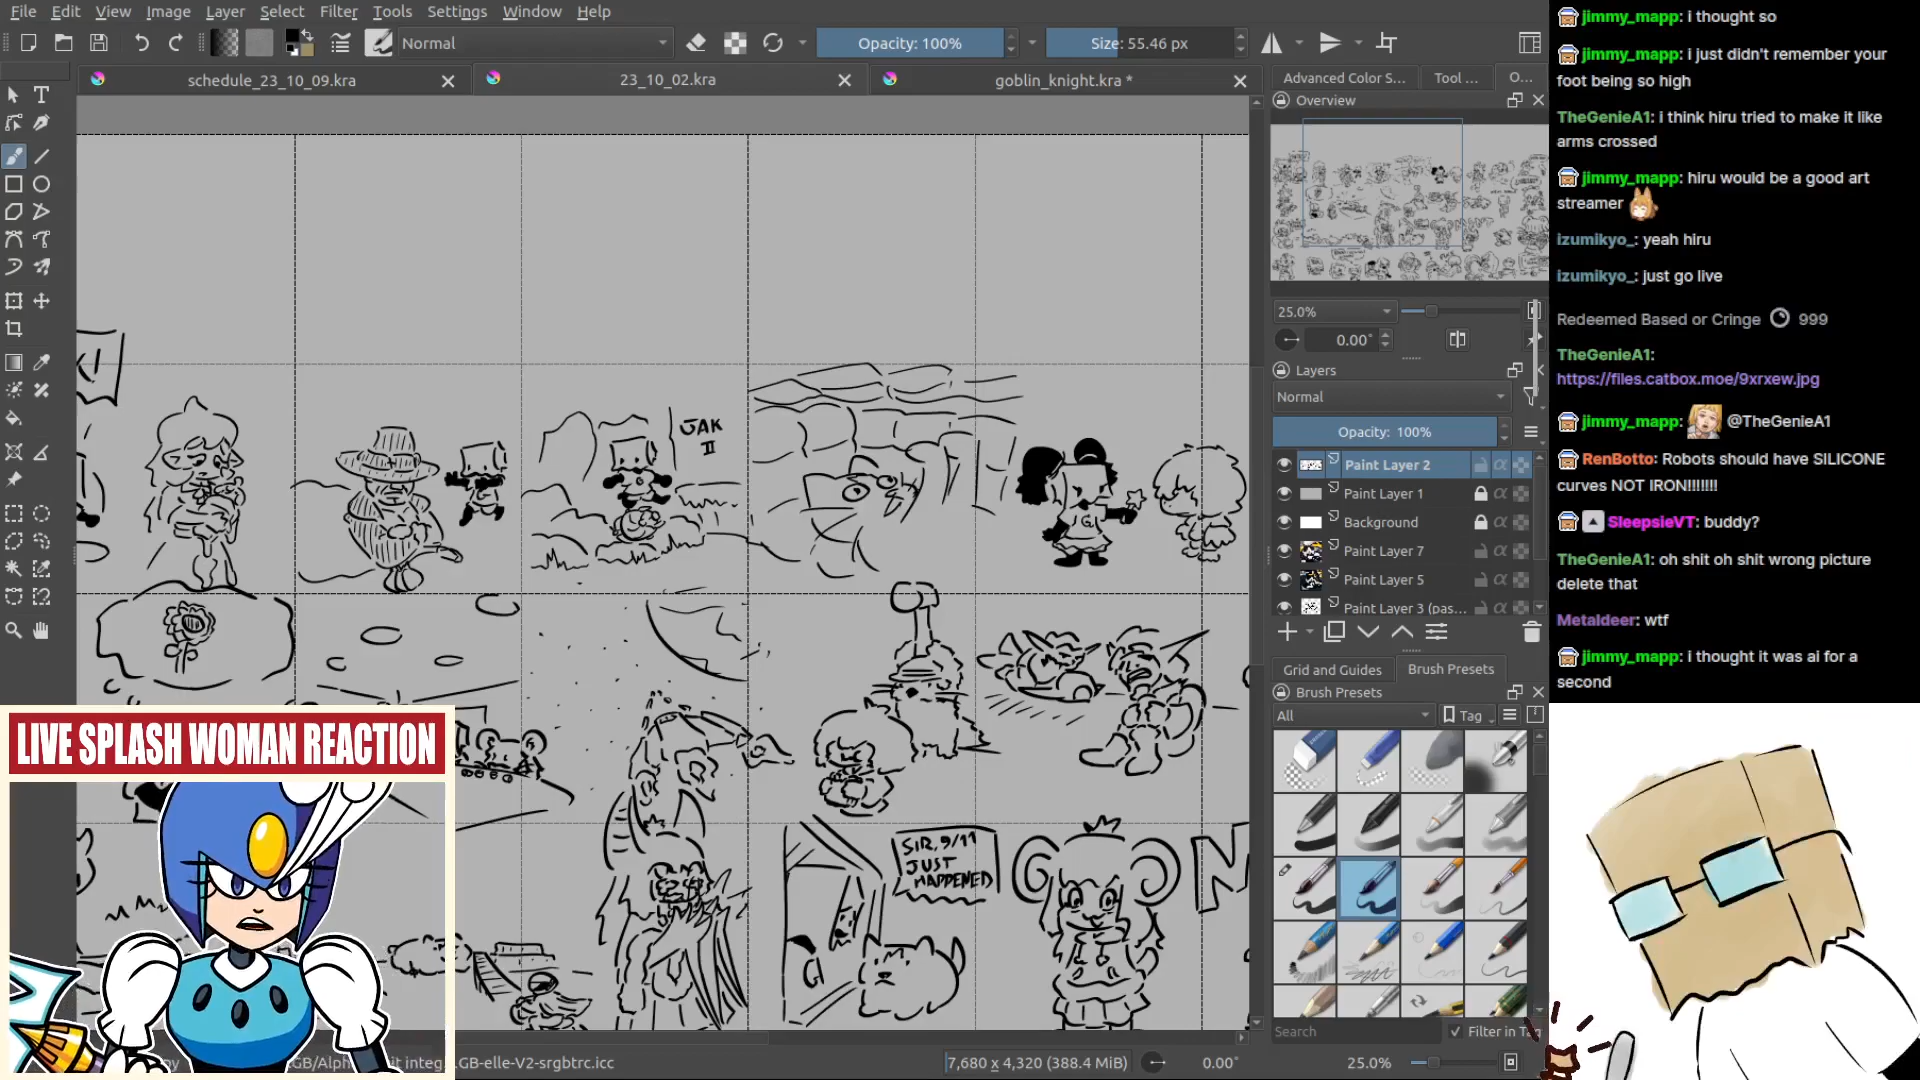 File Edit View Image Layer Select Filter Tools Settings Window Help
Normal
Opacity: 100%
Size: 55.46 px
schedule_23_10_09.kra
23_10_02.kra
goblin_knight.kra *
JAK
II
G
SIR, 9/11
JUST
HAPPENED
G
LIVE SPLASH WOMAN REACTION
7,680 x 4,320 (388.4 MiB)
0.00°
25.0%
Advanced Color S... Tool ... O...
Overview
25.0%
0.00°
Layers
Normal
Opacity: 100%
Paint Layer 2
Paint Layer 1
Background
Paint Layer 7
Paint Layer 5
Paint Layer 3 (pas...
Grid and Guides Brush Presets
Brush Presets
All
Tag
Search
Filter in Tag
jimmy_mapp: i thought so
jimmy_mapp: i just didn't remember your
foot being so high
TheGenieA1: i think hiru tried to make it like
arms crossed
jimmy_mapp: hiru would be a good art
streamer
izumikyo_: yeah hiru
izumikyo_: just go live
Redeemed Based or Cringe 999
TheGenieA1:
https://files.catbox.moe/9xrxew.jpg
jimmy_mapp: @TheGenieA1
RenBotto: Robots should have SILICONE
curves NOT IRON!!!!!!!
SleepsieVT: buddy?
TheGenieA1: oh shit oh shit wrong picture
delete that
Metaldeer: wtf
jimmy_mapp: i thought it was ai for a
second